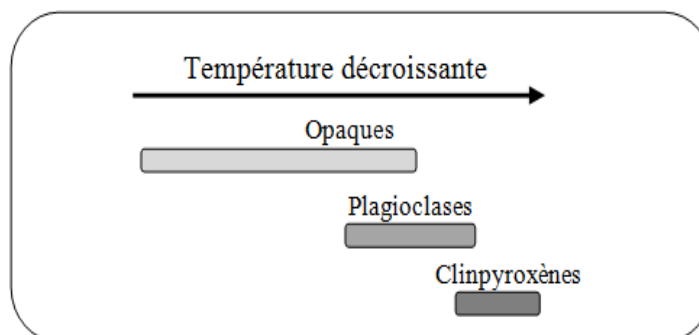 Température décroissante
Opaques
Plagioclases
Clinpyroxènes